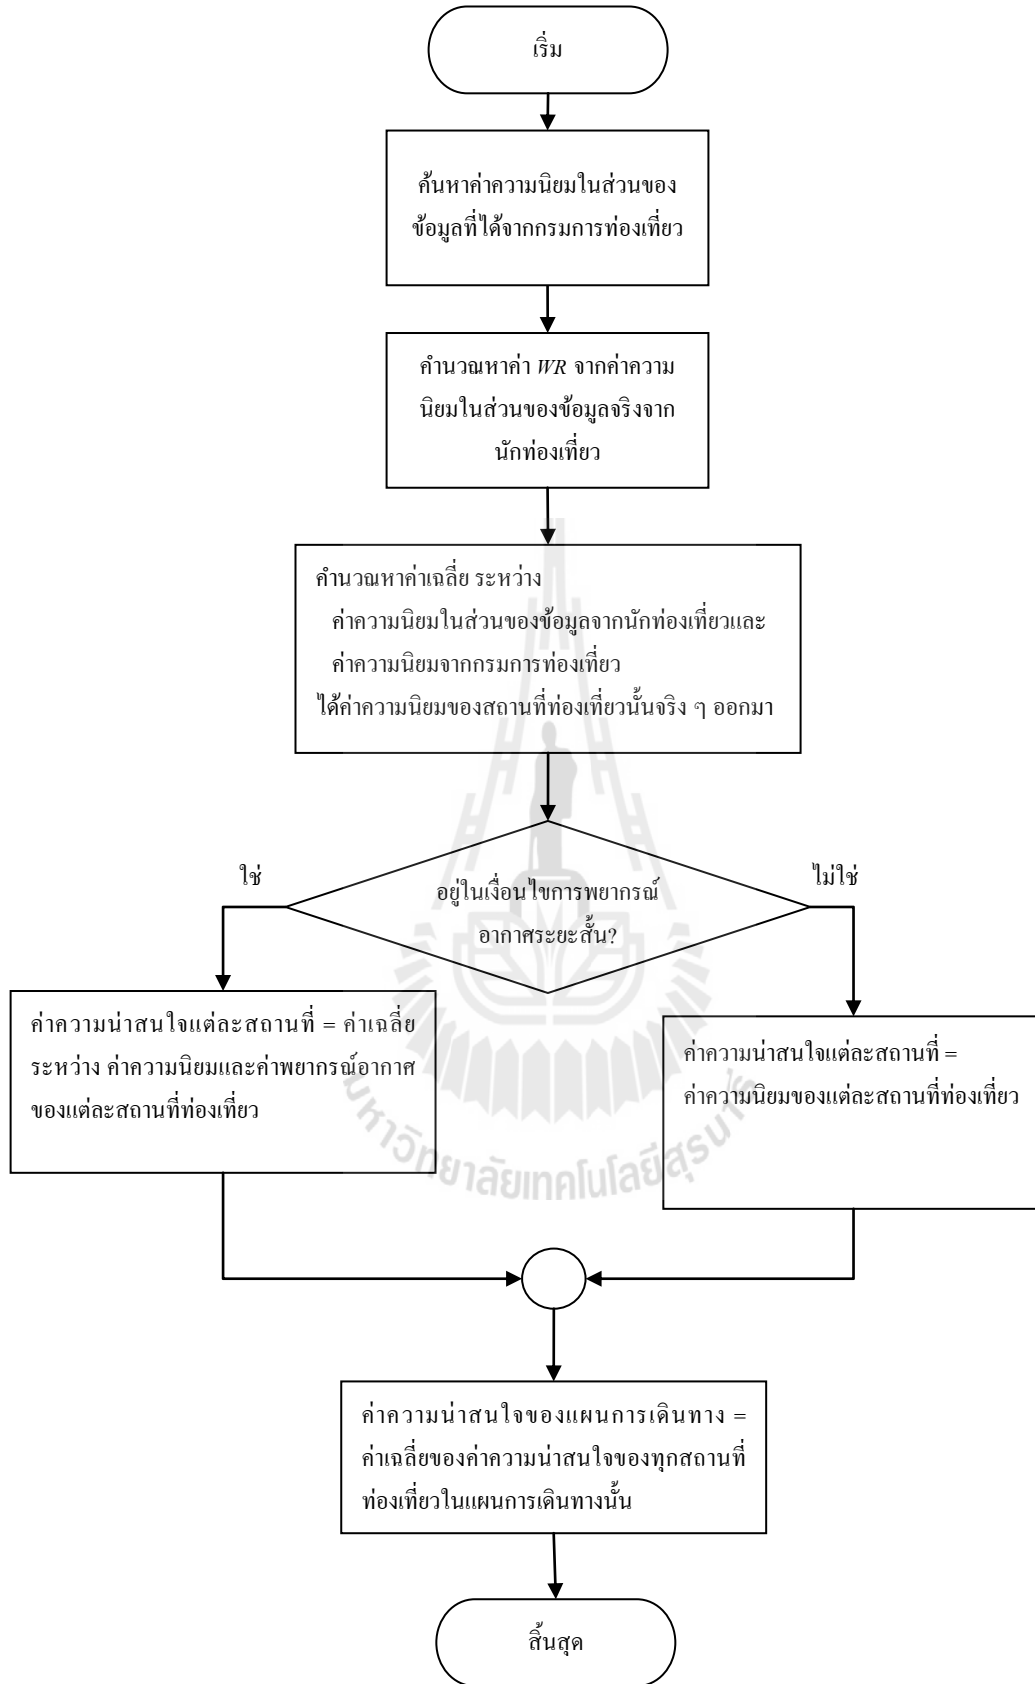 เริ่ม
ค้นหาค่าความนิยมในส่วนของ
ข้อมูลที่ได้จากกรมการท่องเที่ยว
คำนวณหาค่า WR จากค่าความ
นิยมในส่วนของข้อมูลจริงจาก
นักท่องเที่ยว
คำนวณหาค่าเฉลี่ย ระหว่าง
ค่าความนิยมในส่วนของข้อมูลจากนักท่องเที่ยวและ
ค่าความนิยมจากกรมการท่องเที่ยว
ได้ค่าความนิยมของสถานที่ท่องเที่ยวนั้นจริง ๆ ออกมา
ใช่
ไม่ใช่
อยู่ในเงื่อนไขการพยากรณ์
อากาศระยะสั้น?
ค่าความน่าสนใจแต่ละสถานที่ = ค่าเฉลี่ย
ระหว่าง ค่าความนิยมและค่าพยากรณ์อากาศ
ของแต่ละสถานที่ท่องเที่ยว
ค่าความน่าสนใจแต่ละสถานที่ =
ค่าความนิยมของแต่ละสถานที่ท่องเที่ยว
มหาวิทยาลัยเทคโนโลยีสุรนารี
ค่าความน่าสนใจของแผนการเดินทาง =
ค่าเฉลี่ยของค่าความน่าสนใจของทุกสถานที่
ท่องเที่ยวในแผนการเดินทางนั้น
สิ้นสุด